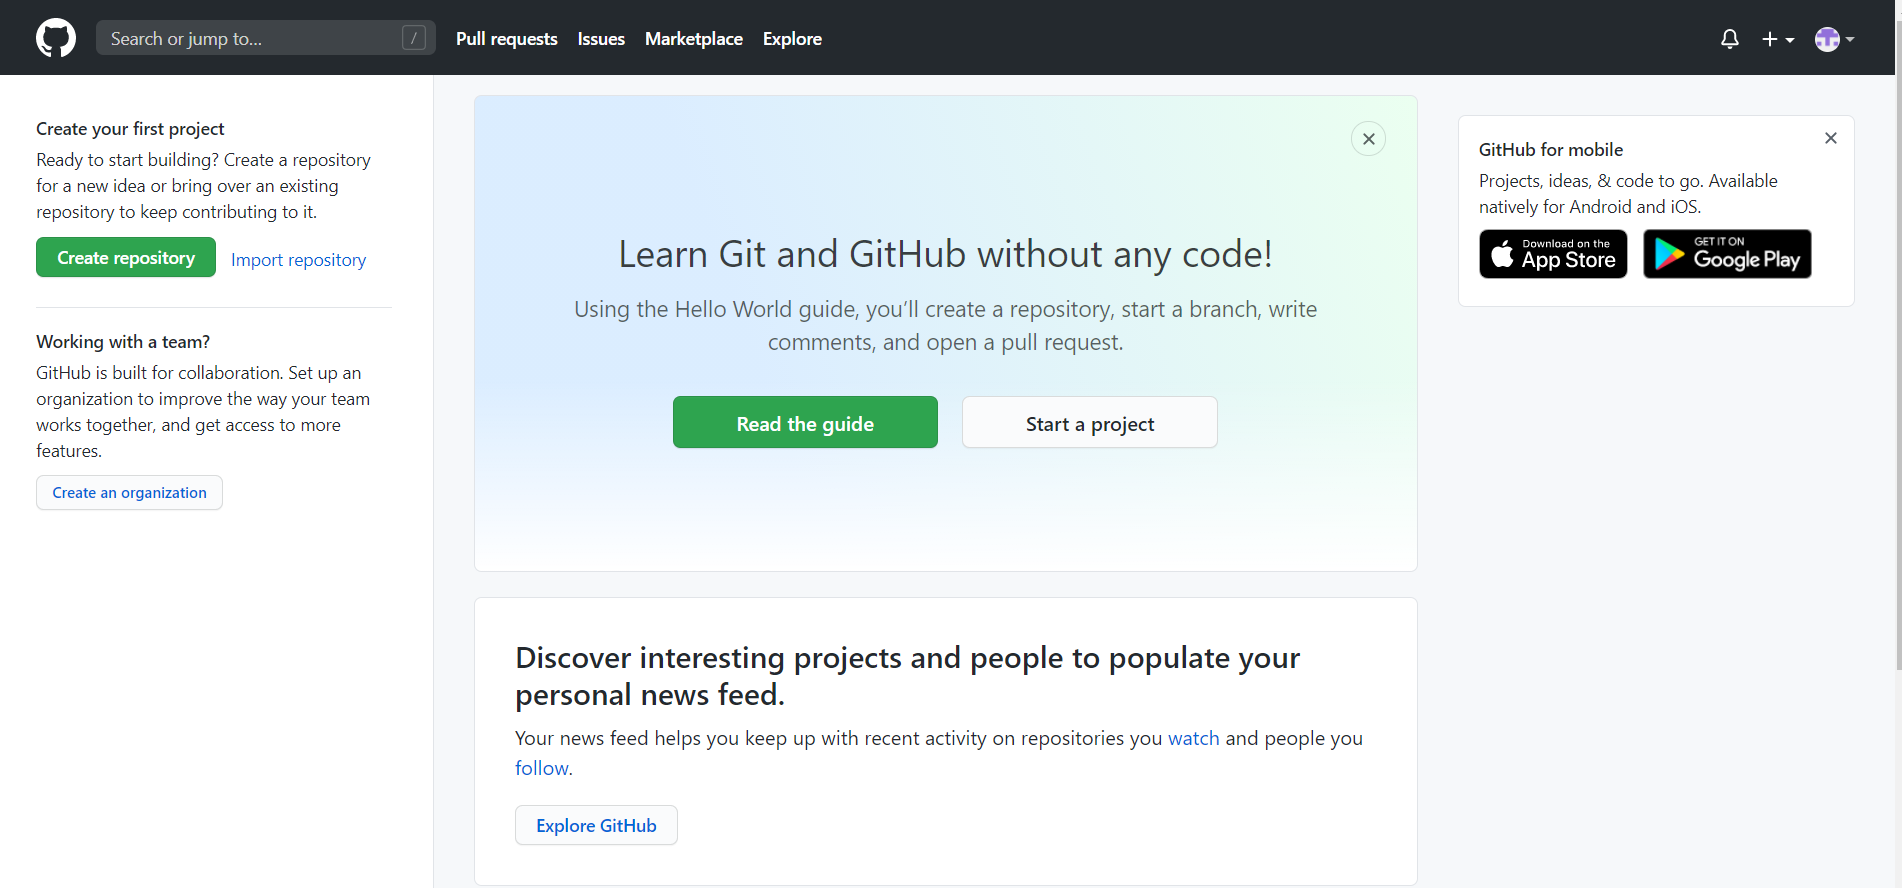 Search or jump to...
/
Pull requests
Issues
Marketplace
Explore
Create your first project
Ready to start building? Create a repository
for a new idea or bring over an existing
repository to keep contributing to it.
Create repository
Import repository
Working with a team?
GitHub is built for collaboration. Set up an
organization to improve the way your team
works together, and get access to more
features.
Create an organization
Learn Git and GitHub without any code!
Using the Hello World guide, you’ll create a repository, start a branch, write
comments, and open a pull request.
Read the guide
Start a project
Discover interesting projects and people to populate your
personal news feed.
Your news feed helps you keep up with recent activity on repositories you watch and people you
follow.
Explore GitHub
GitHub for mobile
Projects, ideas, & code to go. Available
natively for Android and iOS.
Download on the
App Store
GET IT ON
Google Play